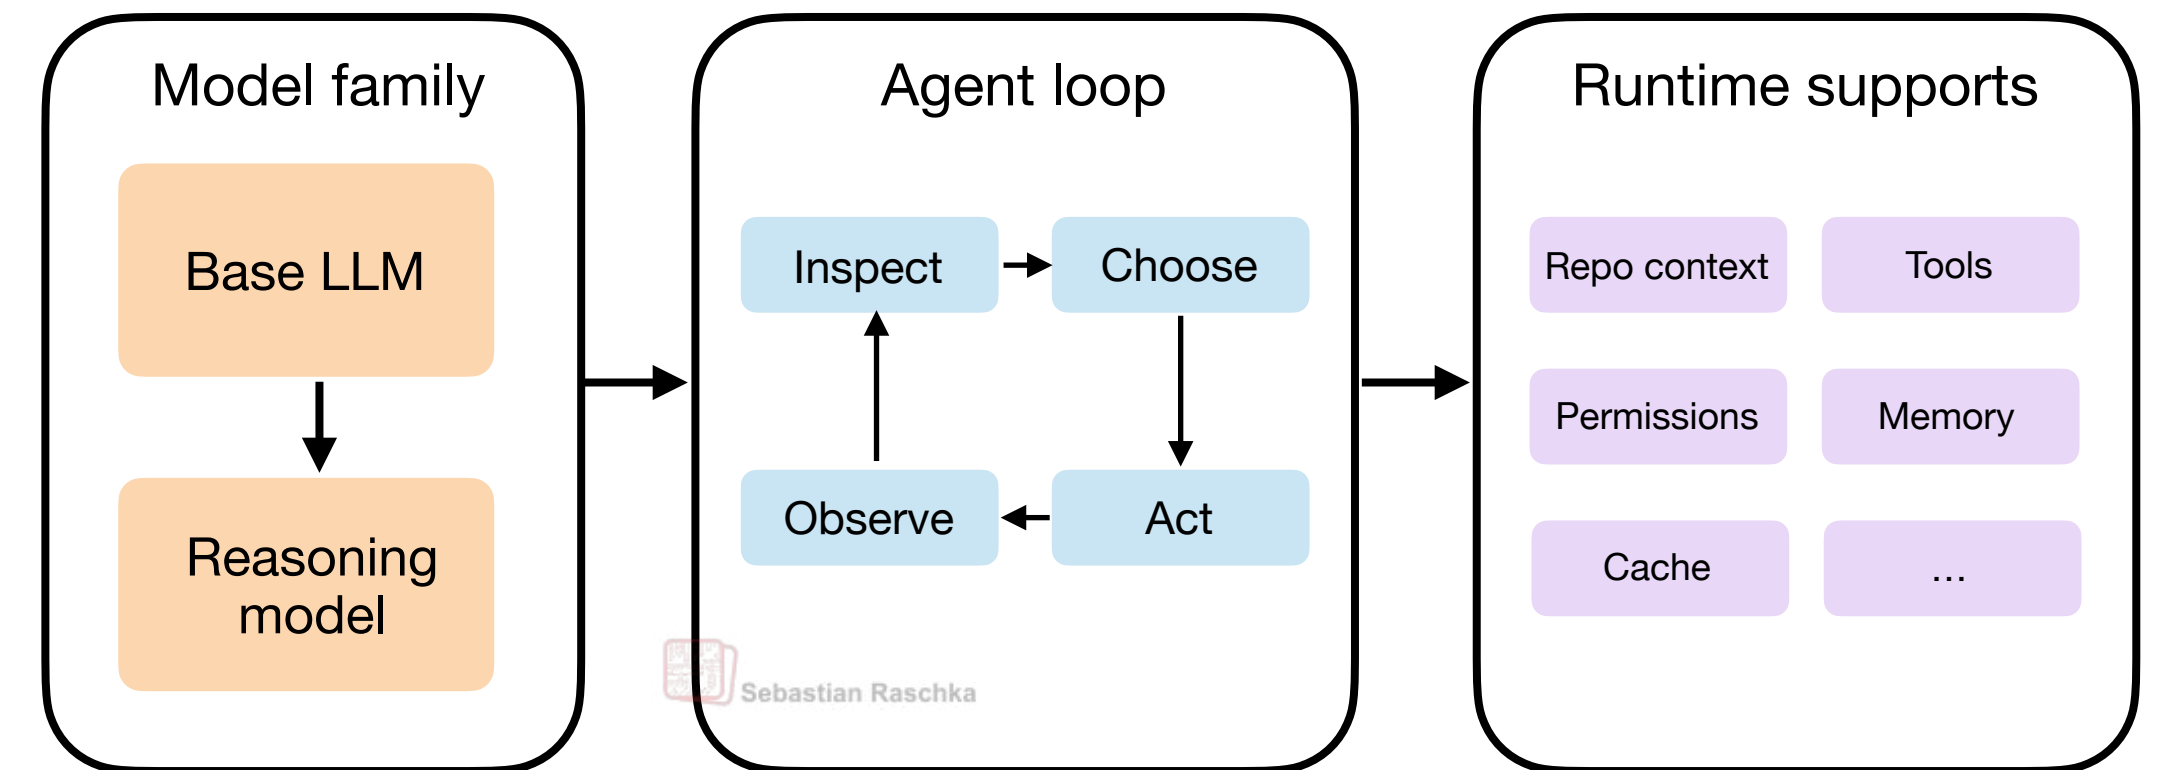 Model family
Base LLM
Reasoning
model
Agent loop
Inspect
Choose
Observe
Act
Runtime supports
Repo context
Tools
Permissions
Memory
Cache
...
Sebastian Raschka